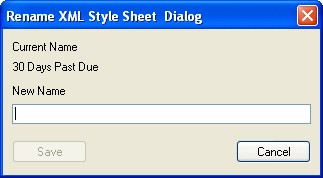 Rename XML Style Sheet  Dialog
Current Name
30 Days Past Due
New Name
Save
Cancel